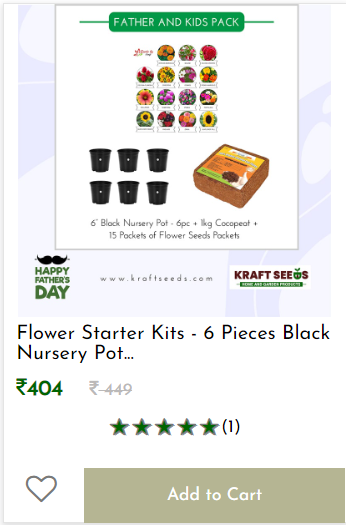 FATHER AND KIDS PACK
6" Black Nursery Pot - 6pc + 1kg Cocopeat +
15 Packets of Flower Seeds Packets
HAPPY
FATHER'S
DAY
www.kraftseeds.com
KRAFT SEEDS
HOME AND GARDEN PRODUCTS
Flower Starter Kits - 6 Pieces Black
Nursery Pot...
₹404 ₹ 449
(1)
Add to Cart